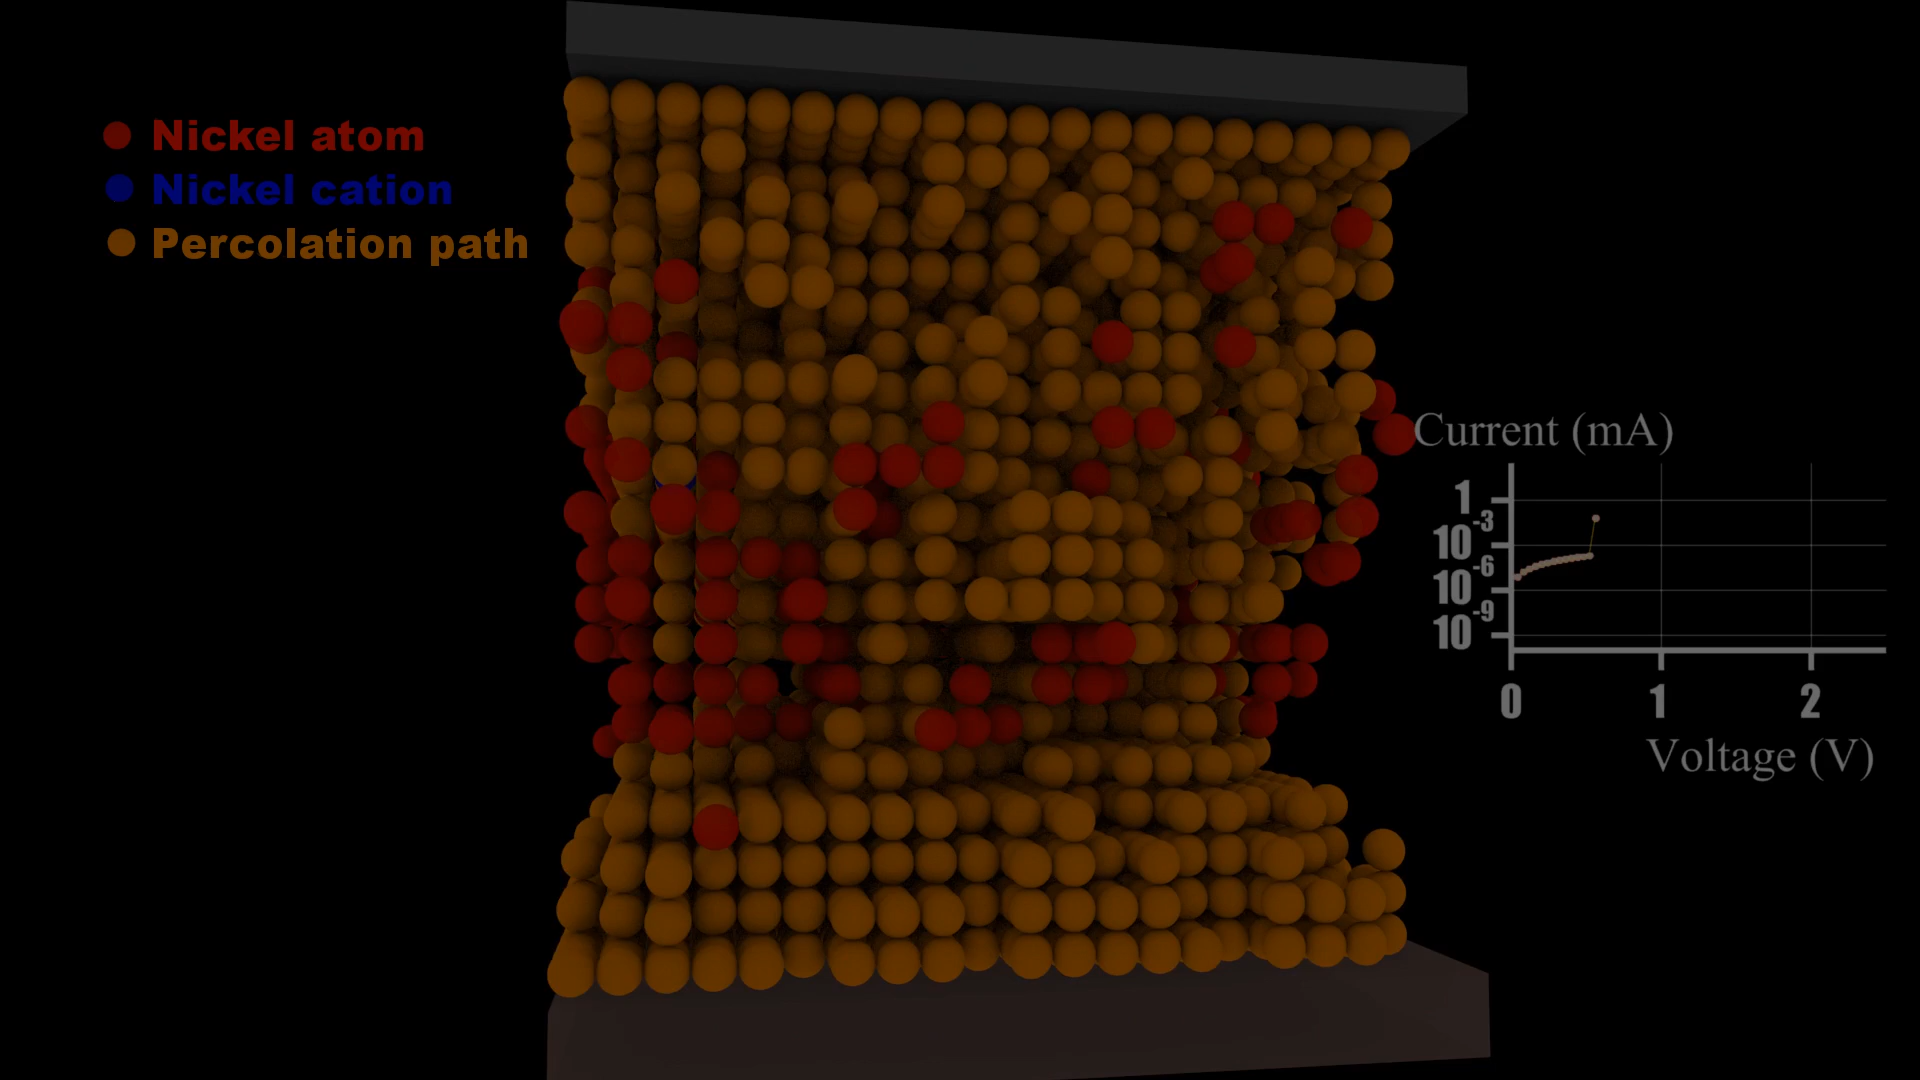 Nickel atom
Nickel cation
Percolation path
Current (mA)
1
10-3
10-6
10-9
0 1 2
Voltage (V)